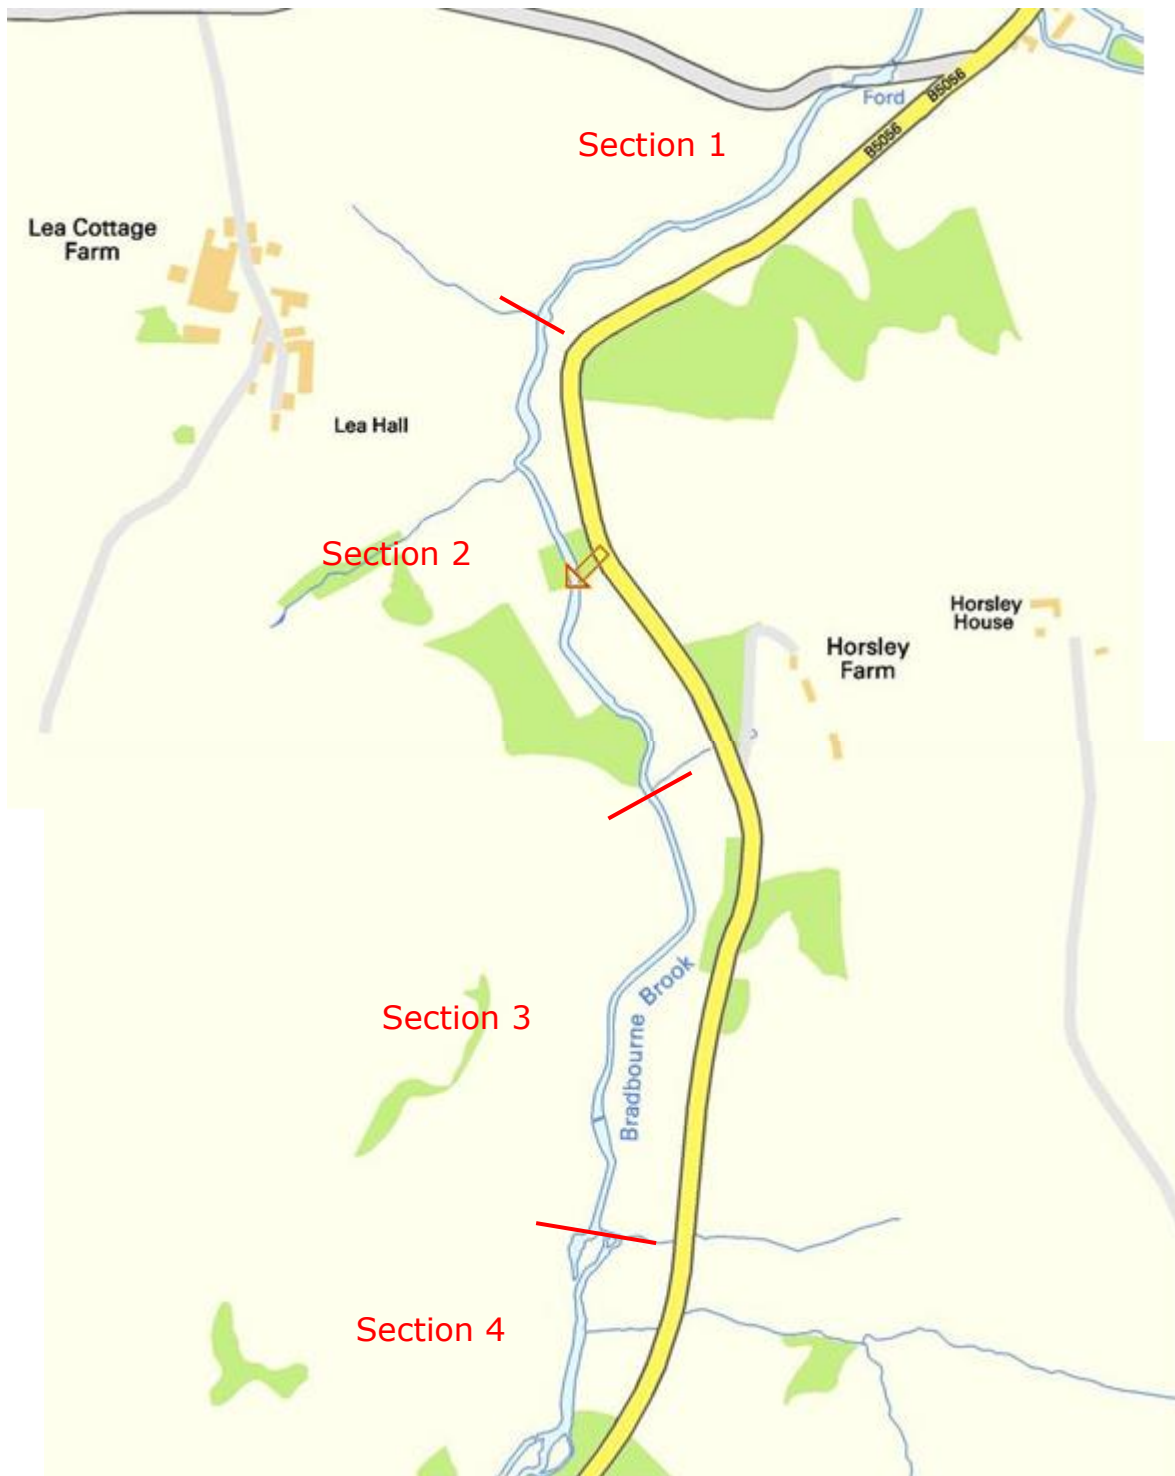 Ford
B5056
B5056
Section 1
Lea Cottage
Farm
Lea Hall
Section 2
Horsley
House
Horsley
Farm
Bradbourne Brook
Section 3
Section 4